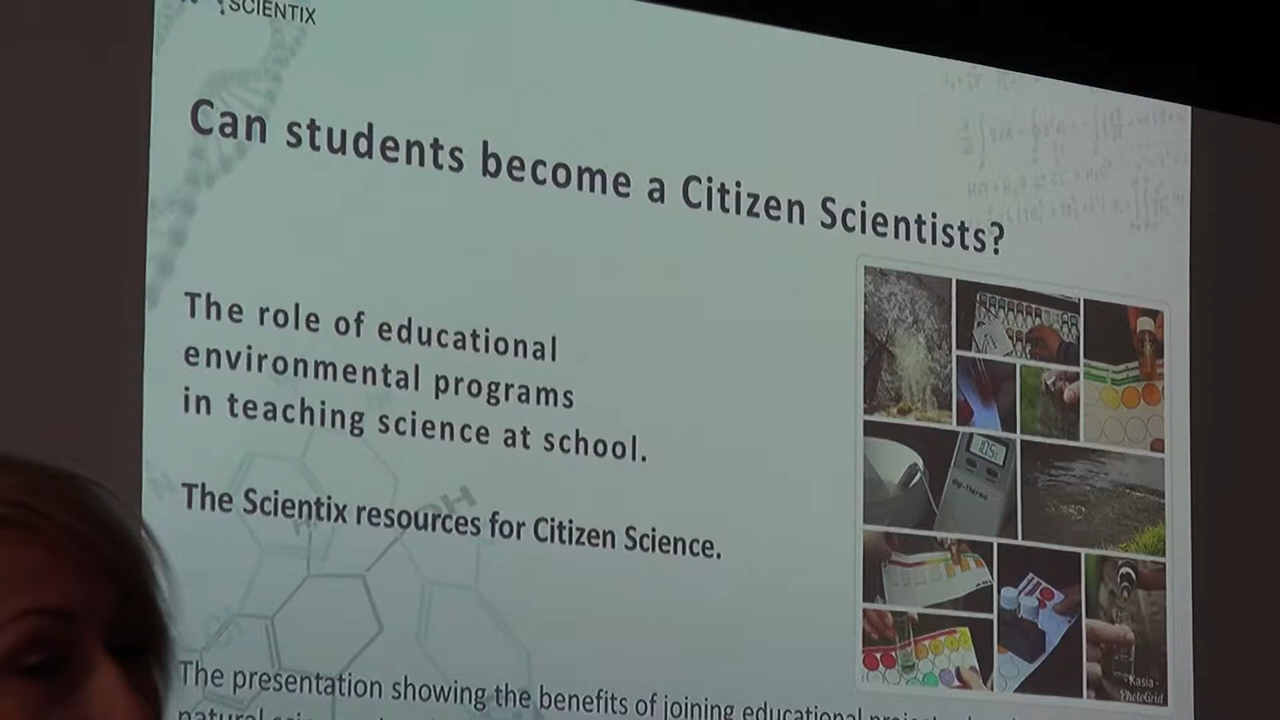 SCIENTIX
Can students become a Citizen Scientists?
The role of educational
environmental programs
in teaching science at school.
The Scientix resources for Citizen Science.
The presentation showing the benefits of joining educational
105
- Kasia -
PhotoGrid